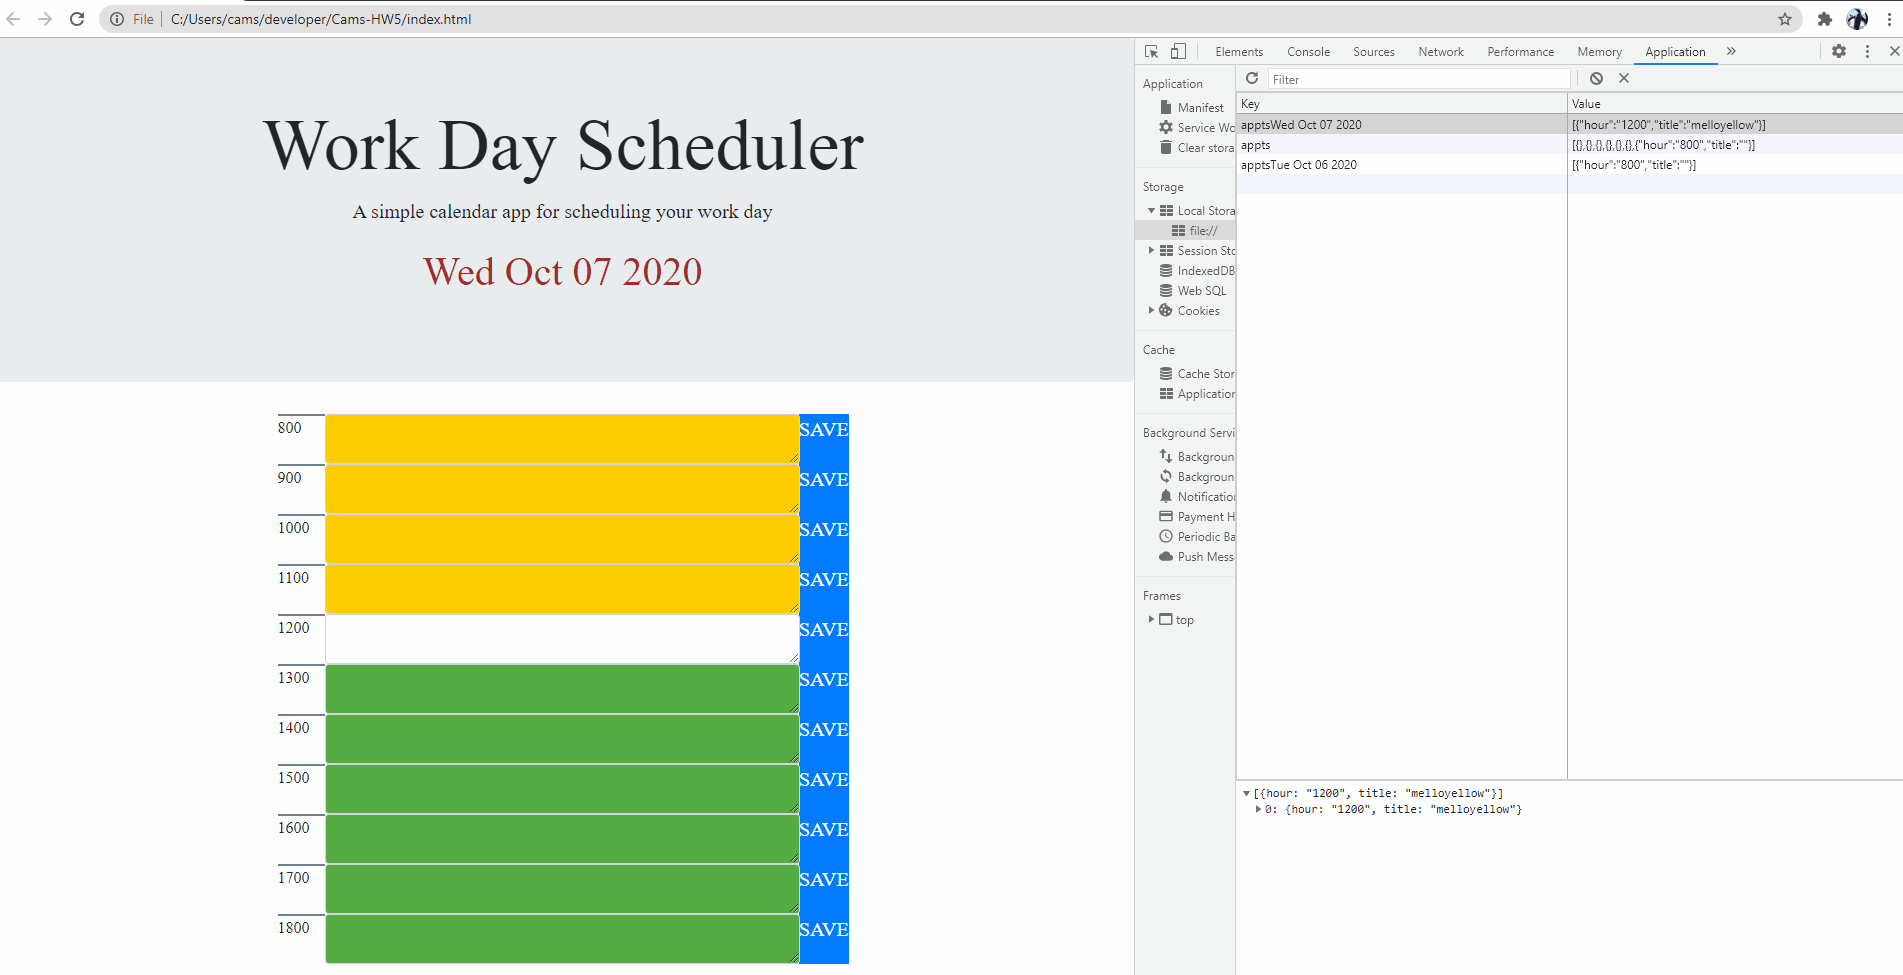 File
C:/Users/cams/developer/Cams-HW5/index.html
Work Day Scheduler
A simple calendar app for scheduling your work day
Wed Oct 07 2020
800 SAVE
900 SAVE
1000 SAVE
1100 SAVE
1200 SAVE
1300 SAVE
1400 SAVE
1500 SAVE
1600 SAVE
1700 SAVE
1800 SAVE
Elements Console Sources Network Performance Memory Application
Application
Manifest
Service Wo
Clear stora
Storage
Local Stora
file://
Session Sto
IndexedDB
Web SQL
Cookies
Cache
Cache Stor
Application
Background Servi
Backgroun
Backgroun
Notificatio
Payment H
Periodic Ba
Push Mess
Frames
top
Filter
Key Value
apptsWed Oct 07 2020 [{"hour":"1200","title":"melloyellow"}]
appts [{},{},{},{},{},{},{"hour":"800","title":""}]
apptsTue Oct 06 2020 [{"hour":"800","title":""}]
[{hour: "1200", title: "melloyellow"}]
0: {hour: "1200", title: "melloyellow"}